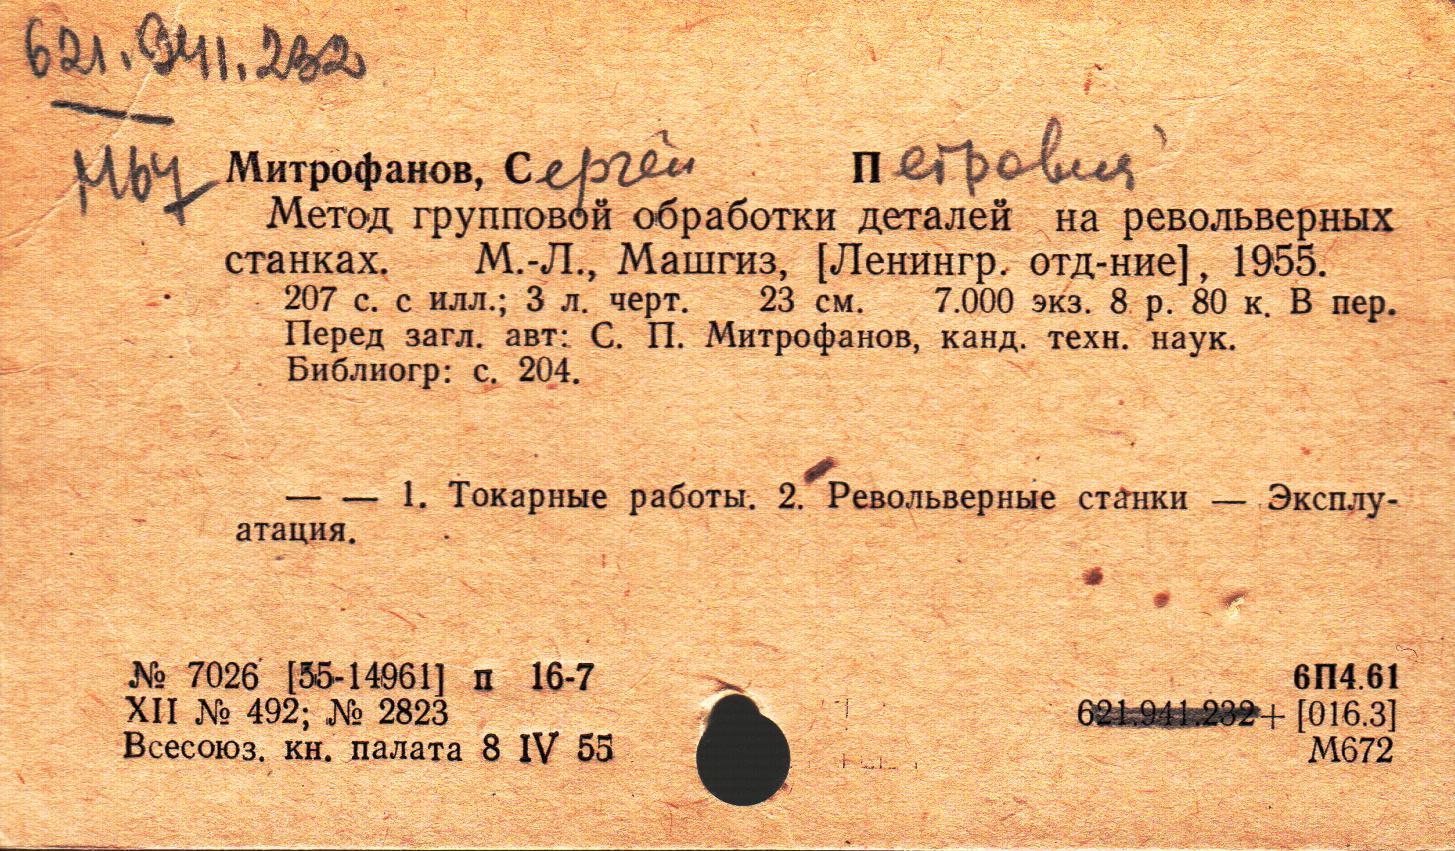 621.941.232
М67
Митрофанов, Сергей Петрович
Метод групповой обработки деталей на револьверных
станках. М.-Л., Машгиз, [Ленингр. отд-ние], 1955.
207 с. с илл.; 3 л. черт. 23 см. 7.000 экз. 8 р. 80 к. В пер.
Перед загл. авт: С. П. Митрофанов, канд. техн. наук.
Библиогр: с. 204.
— — 1. Токарные работы. 2. Револьверные станки — Эксплу-
атация.
№ 7026 [55-14961] п 16-7
XII № 492; № 2823
Всесоюз. кн. палата 8 IV 55
6П4.61
621.941.232+[016.3]
М672